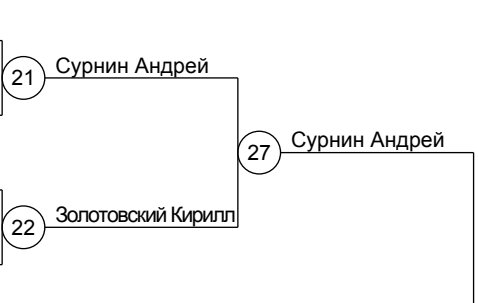 21 Сурнин Андрей
27 Сурнин Андрей
22 Золотовский Кирилл